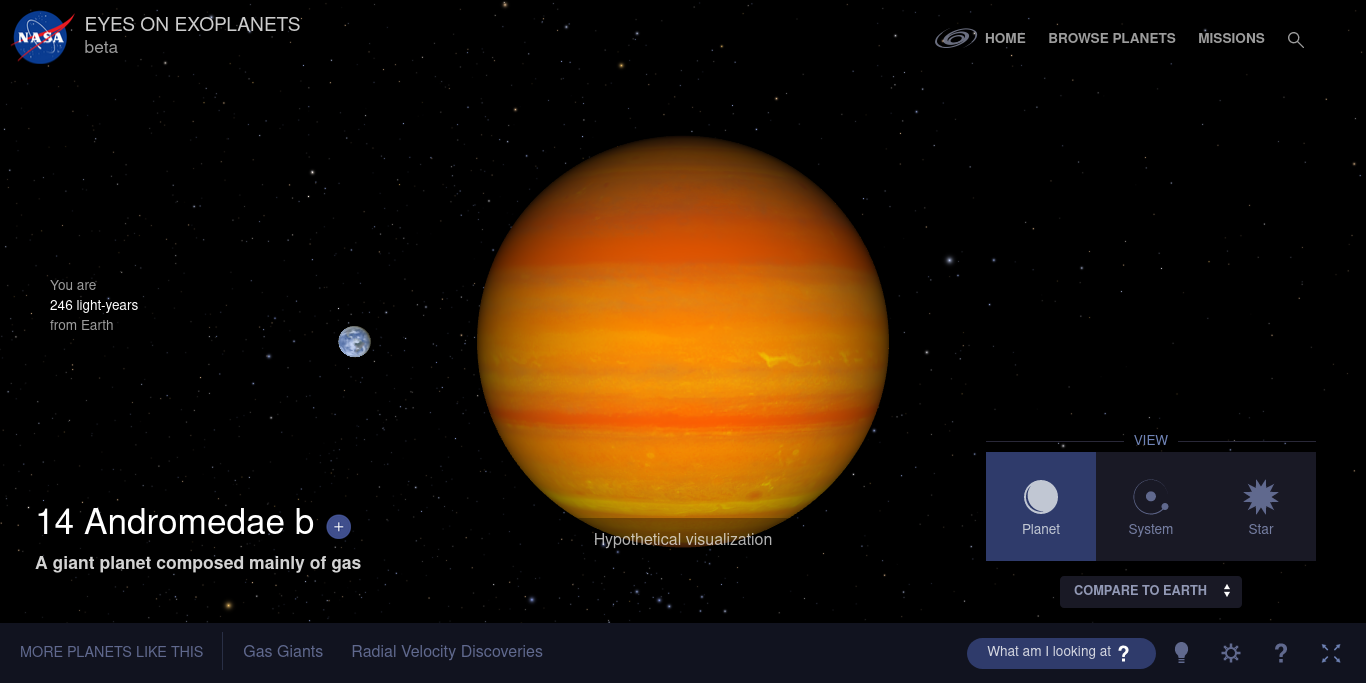 NASA
EYES ON EXOPLANETS
beta
HOME
BROWSE PLANETS
MISSIONS
You are
246 light-years
from Earth
VIEW
Planet
System
Star
14 Andromedae b +
A giant planet composed mainly of gas
Hypothetical visualization
COMPARE TO EARTH
MORE PLANETS LIKE THIS
Gas Giants
Radial Velocity Discoveries
What am I looking at ?
?